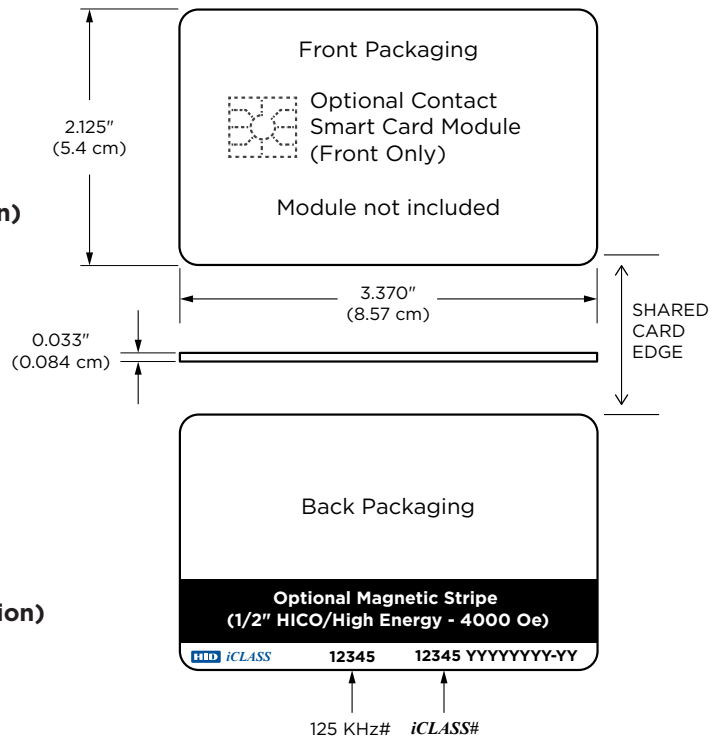 Front Packaging
Optional Contact
Smart Card Module
(Front Only)
Module not included
2.125"
(5.4 cm)
n)
3.370"
(8.57 cm)
0.033"
(0.084 cm)
SHARED
CARD
EDGE
Back Packaging
Optional Magnetic Stripe
(1/2" HICO/High Energy - 4000 Oe)
ion)
HID iCLASS 12345 12345 YYYYYYYY-YY
125 KHz# iCLASS#